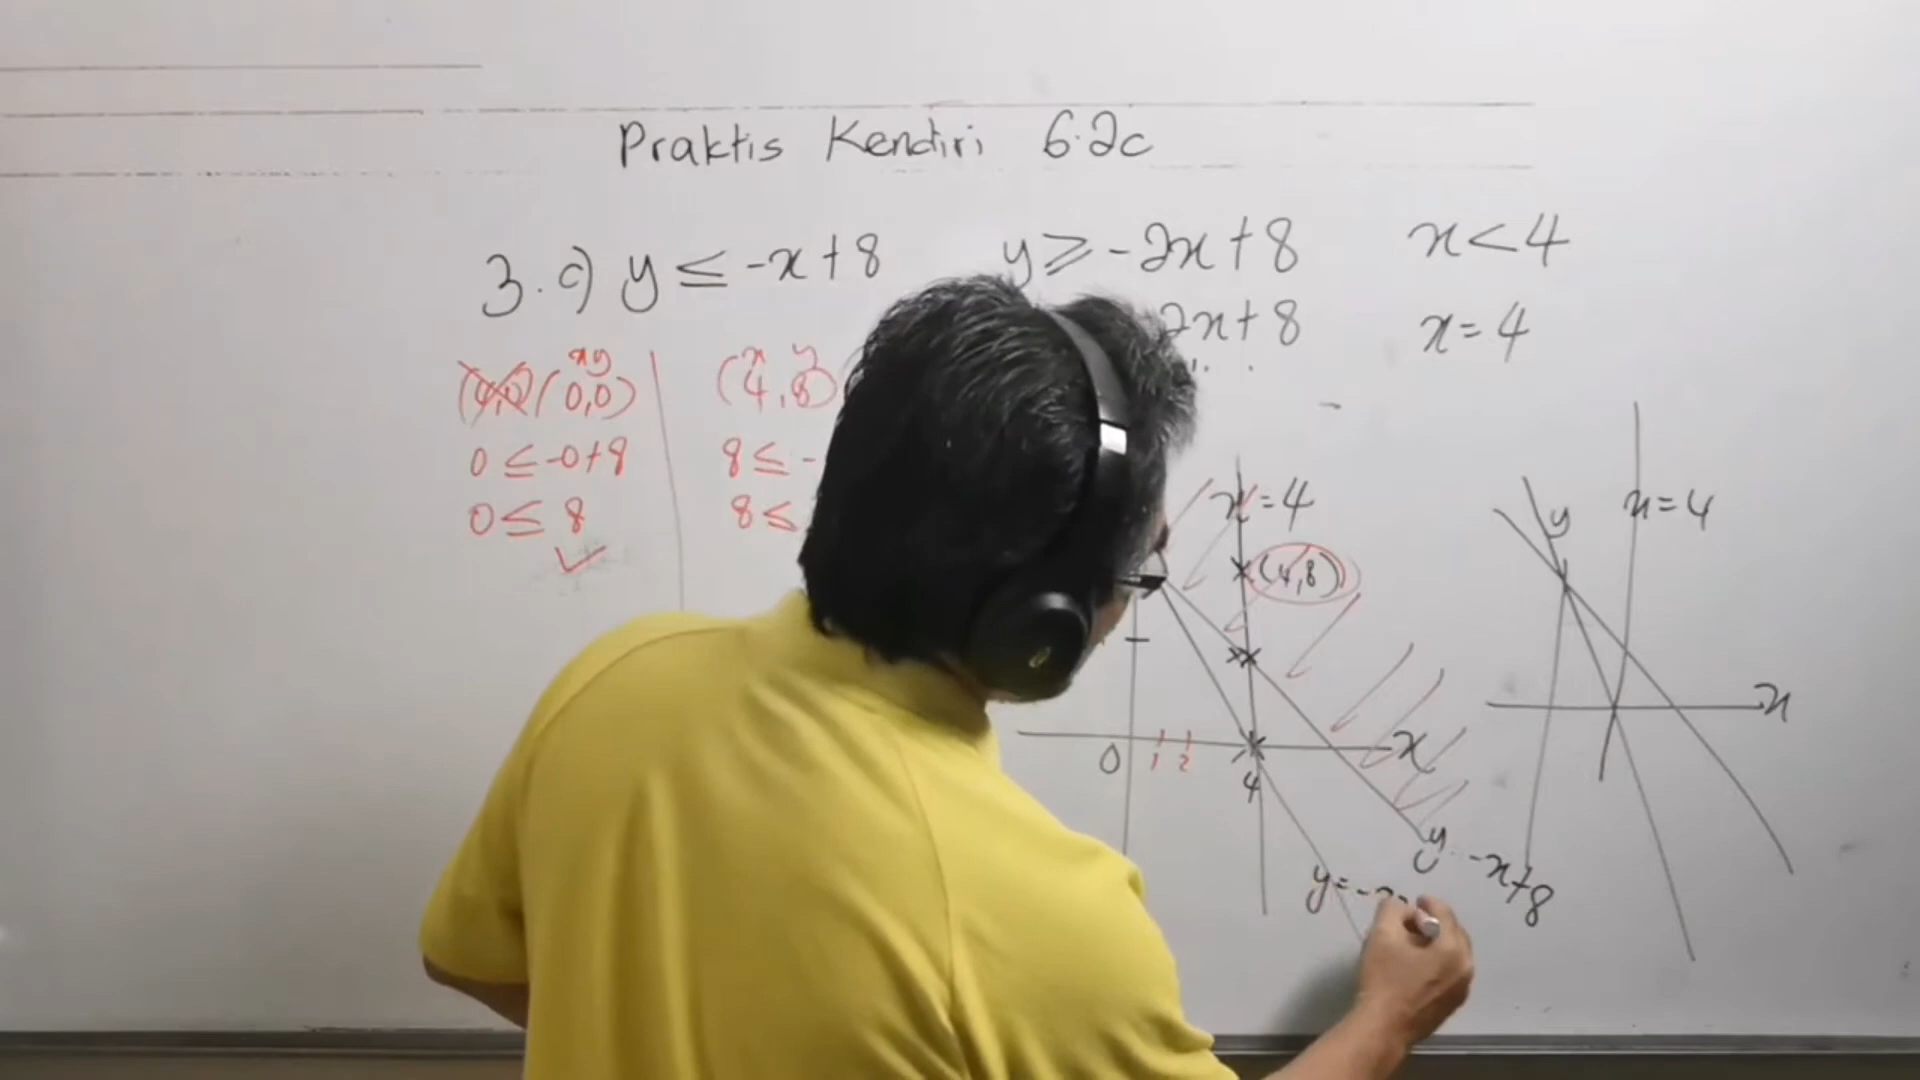 Praktis Kendiri 6.2c
3. c) y ≤ -x+8 y ≥ -2x+8 x<4
2x+8 x=4
x y
(0,0)
x y
(4,8)
0 ≤ -0+8
8 ≤ -
0 ≤ 8
8 ≤
x=4
(4,8)
x
0 1 2
4
y -x+8
y=-2
y
x=4
x